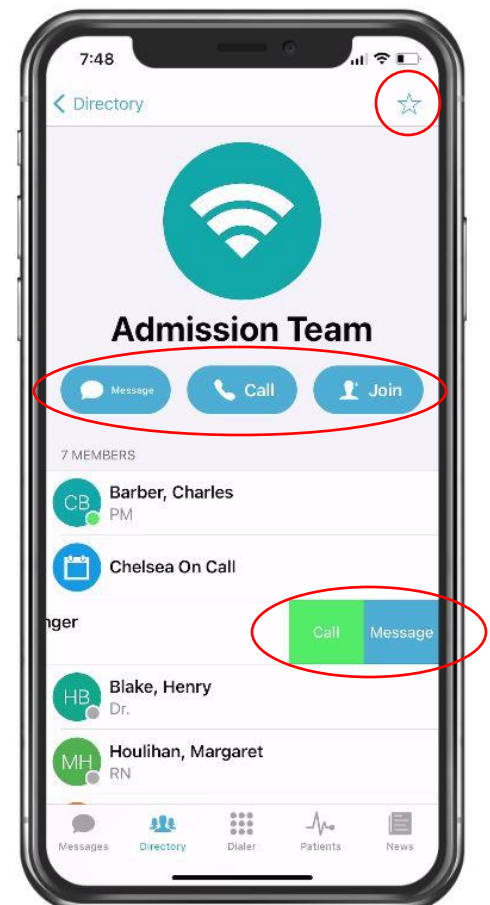 7:48
Directory
Admission Team
Message Call Join
7 MEMBERS
CB Barber, Charles
PM
Chelsea On Call
nger
Call Message
HB Blake, Henry
Dr.
MH Houlihan, Margaret
RN
Messages Directory Dialer Patients News